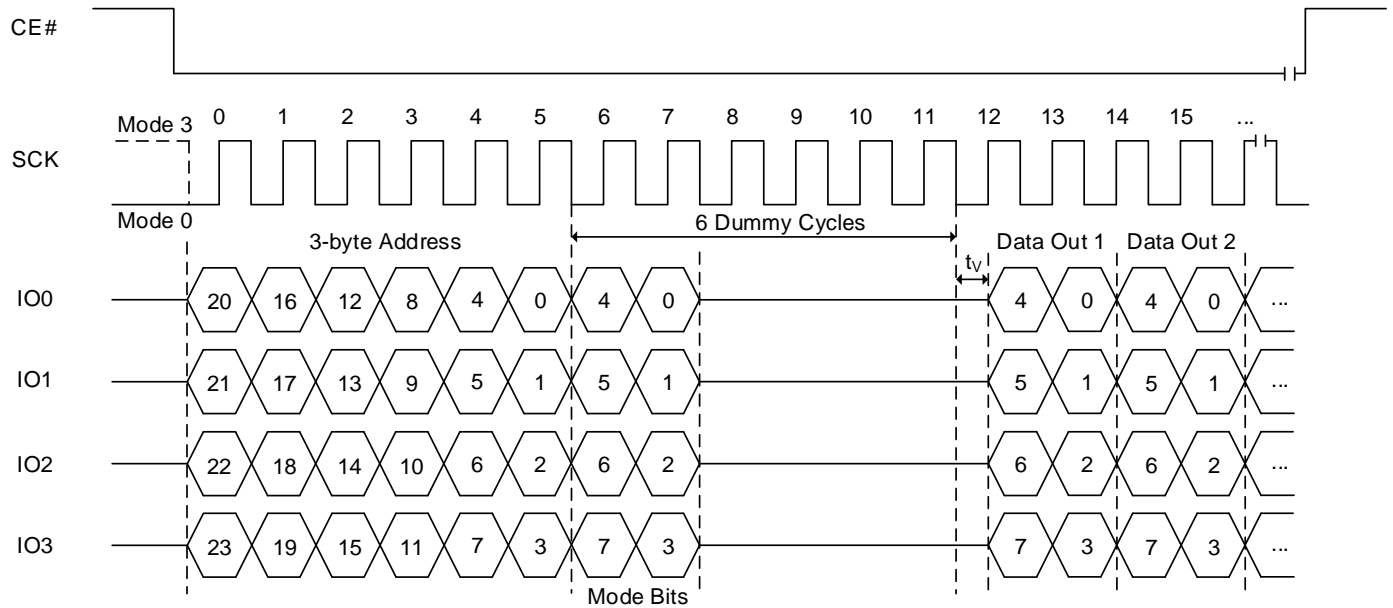 CE#
0 1 2 3 4 5 6 7 8 9 10 11 12 13 14 15 ...
Mode 3
SCK
Mode 0
6 Dummy Cycles
3-byte Address
Data Out 1 Data Out 2
tV
IO0 20 16 12 8 4 0 4 0 4 0 4 0 ...
IO1 21 17 13 9 5 1 5 1 5 1 5 1 ...
IO2 22 18 14 10 6 2 6 2 6 2 6 2 ...
IO3 23 19 15 11 7 3 7 3 7 3 7 3 ...
Mode Bits